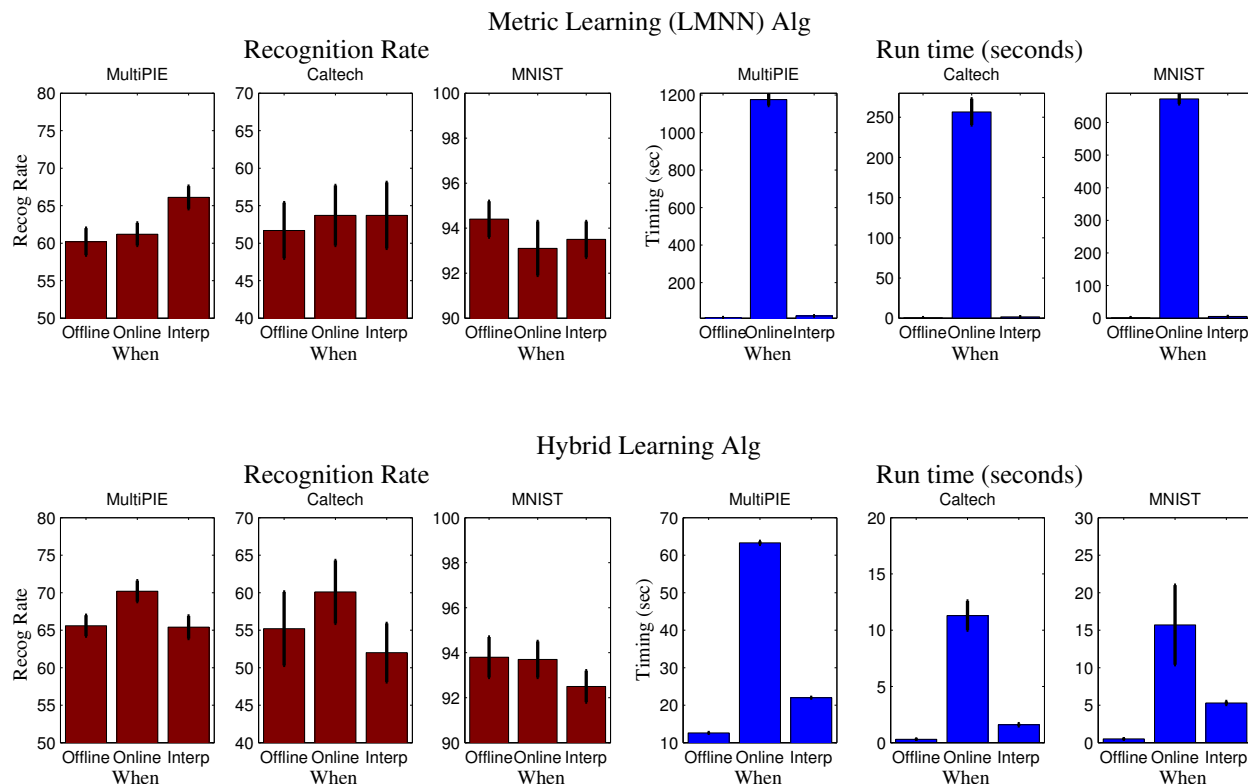 Metric Learning (LMNN) Alg
Recognition Rate
Run time (seconds)
MultiPIE
Caltech
MNIST
MultiPIE
Caltech
MNIST
Recog Rate
80
75
70
65
60
55
50
Offline Online Interp
When
70
65
60
55
50
45
40
Offline Online Interp
When
100
98
96
94
92
90
Offline Online Interp
When
Timing (sec)
1200
1000
800
600
400
200
Offline Online Interp
When
250
200
150
100
50
0
Offline Online Interp
When
600
500
400
300
200
100
0
Offline Online Interp
When
Hybrid Learning Alg
Recognition Rate
Run time (seconds)
MultiPIE
Caltech
MNIST
MultiPIE
Caltech
MNIST
Recog Rate
80
75
70
65
60
55
50
Offline Online Interp
When
70
65
60
55
50
45
40
Offline Online Interp
When
100
98
96
94
92
90
Offline Online Interp
When
Timing (sec)
70
60
50
40
30
20
10
Offline Online Interp
When
20
15
10
5
0
Offline Online Interp
When
30
25
20
15
10
5
0
Offline Online Interp
When